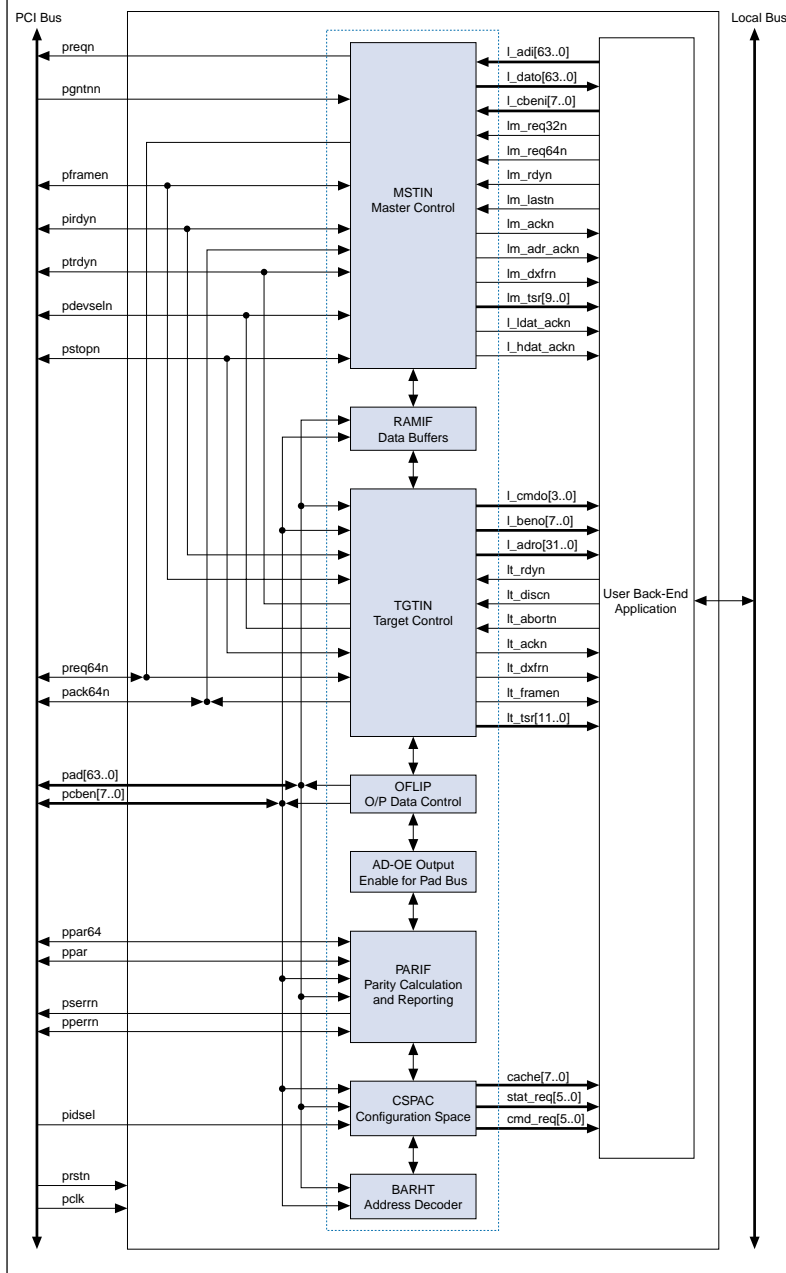 PCI Bus
Local Bus
preqn
pgntnn
pframen
pirdyn
ptrdyn
pdevseln
pstopn
MSTIN
Master Control
l_adi[63..0]
l_dato[63..0]
l_cbeni[7..0]
lm_req32n
lm_req64n
lm_rdyn
lm_lastn
lm_ackn
lm_adr_ackn
lm_dxfrn
lm_tsr[9..0]
l_ldat_ackn
l_hdat_ackn
RAMIF
Data Buffers
TGTIN
Target Control
l_cmdo[3..0]
l_beno[7..0]
l_adro[31..0]
lt_rdyn
lt_discn
lt_abortn
lt_ackn
lt_dxfrn
lt_framen
lt_tsr[11..0]
User Back-End
Application
preq64n
pack64n
pad[63..0]
pcben[7..0]
OFLIP
O/P Data Control
AD-OE Output
Enable for Pad Bus
ppar64
ppar
pserrn
pperrn
PARIF
Parity Calculation
and Reporting
pidsel
CSPAC
Configuration Space
cache[7..0]
stat_req[5..0]
cmd_req[5..0]
prstn
pclk
BARHT
Address Decoder